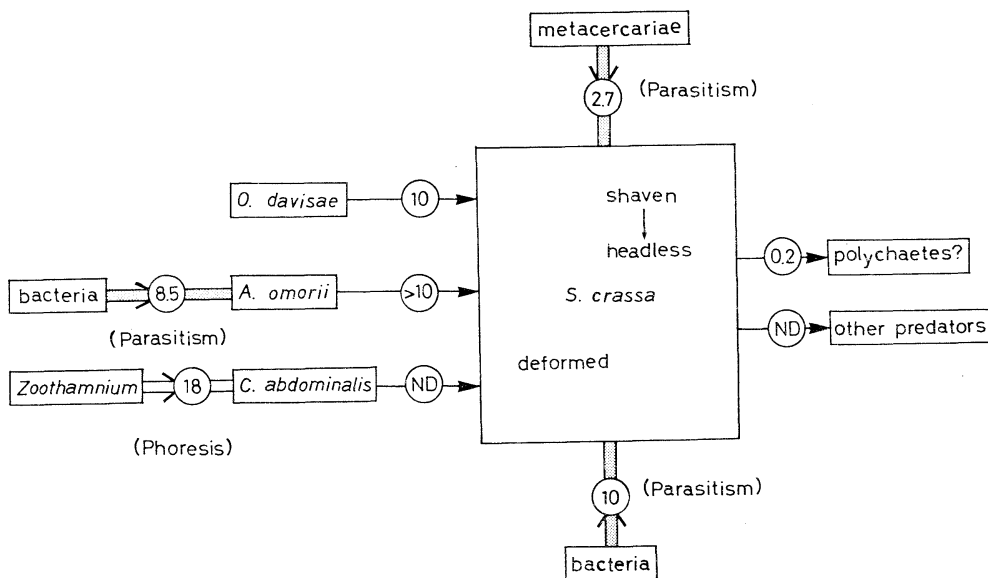 metacercariae
2.7
(Parasitism)
shaven
O. davisae
10
headless
0.2
polychaetes?
bacteria
8.5
A. omorii
>10
S. crassa
(Parasitism)
ND
other predators
deformed
Zoothamnium
18
C. abdominalis
ND
(Phoresis)
10
(Parasitism)
bacteria